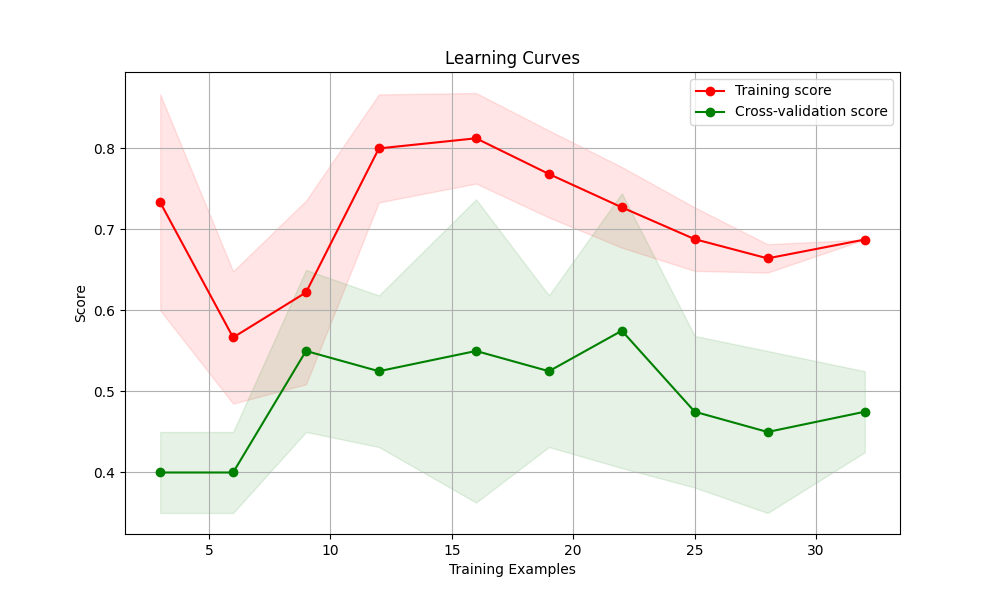 Learning Curves
Training score
Cross-validation score
0.8
0.7
0.6
0.5
0.4
Score
5 10 15 20 25 30
Training Examples